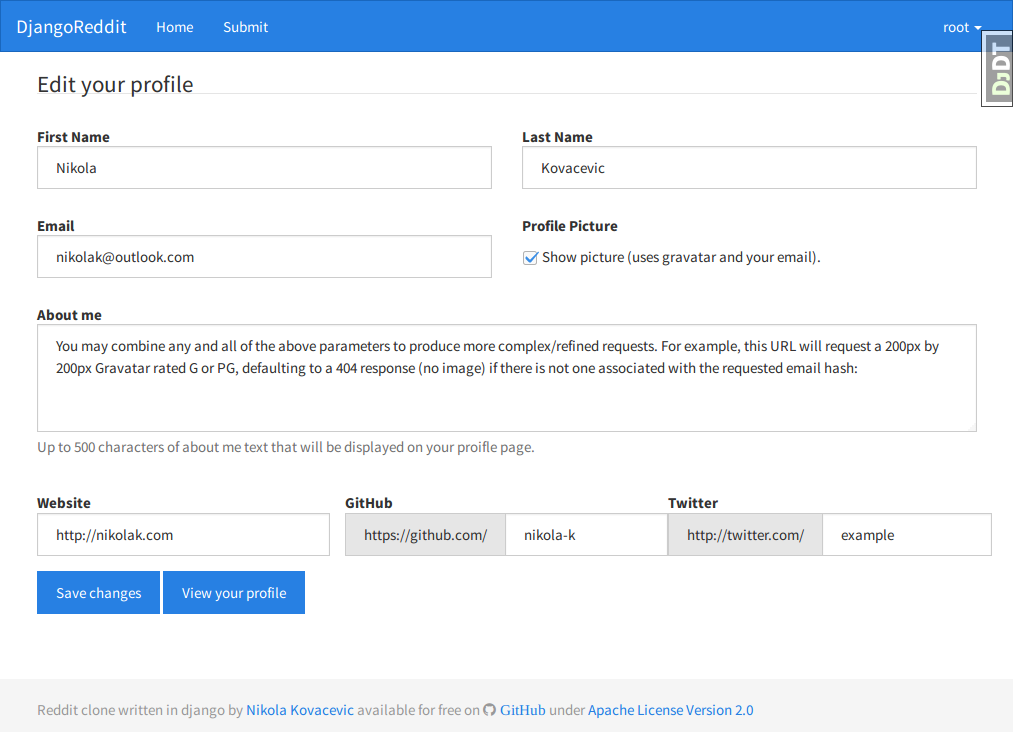 DjangoReddit Home Submit root
DjDT
Edit your profile
First Name Last Name
Nikola Kovacevic
Email Profile Picture
nikolak@outlook.com Show picture (uses gravatar and your email).
About me
You may combine any and all of the above parameters to produce more complex/refined requests. For example, this URL will request a 200px by
200px Gravatar rated G or PG, defaulting to a 404 response (no image) if there is not one associated with the requested email hash:
Up to 500 characters of about me text that will be displayed on your proifle page.
Website GitHub Twitter
http://nikolak.com https://github.com/ nikola-k http://twitter.com/ example
Save changes View your profile
Reddit clone written in django by Nikola Kovacevic available for free on GitHub under Apache License Version 2.0